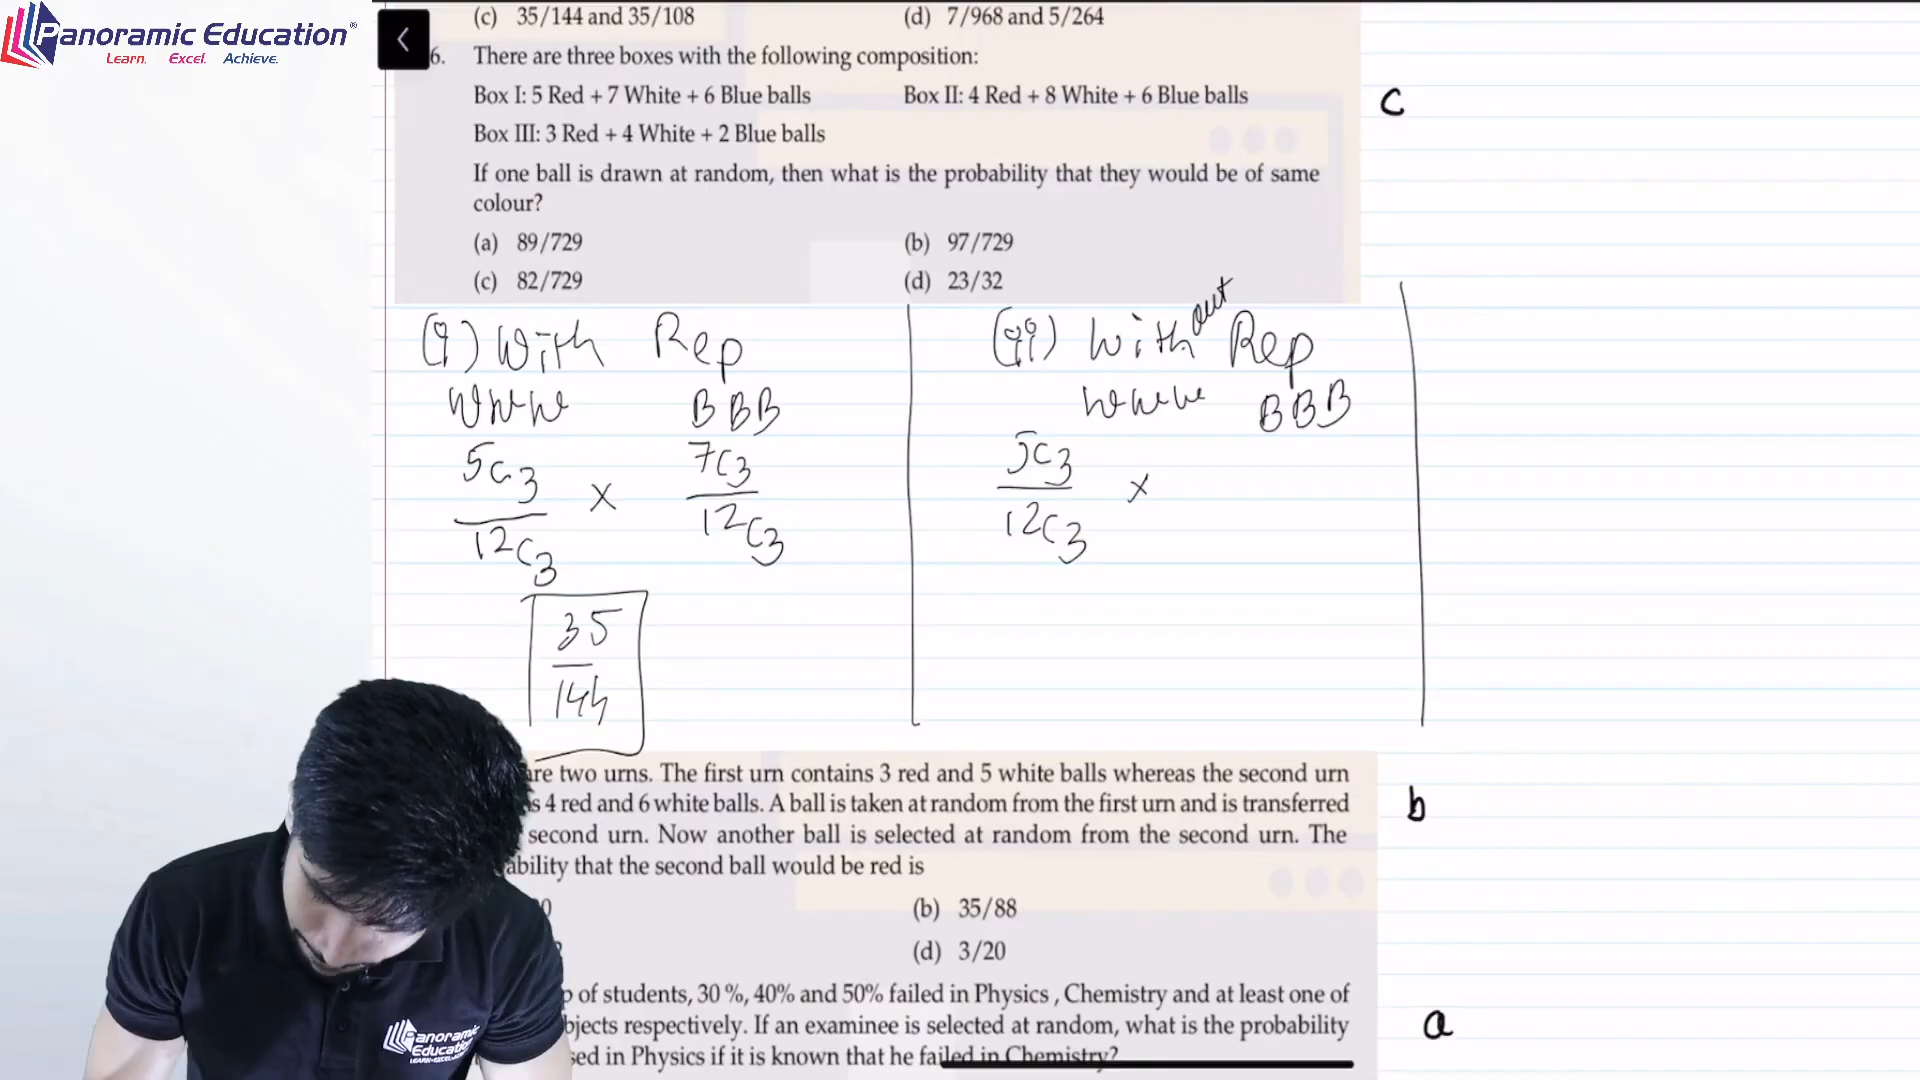 Panoramic Education®
Learn. Excel. Achieve.
(c) 35/144 and 35/108 (d) 7/968 and 5/264
6. There are three boxes with the following composition:
Box I: 5 Red + 7 White + 6 Blue balls Box II: 4 Red + 8 White + 6 Blue balls
C
Box III: 3 Red + 4 White + 2 Blue balls
If one ball is drawn at random, then what is the probability that they would be of same
colour?
(a) 89/729 (b) 97/729
(c) 82/729 (d) 23/32
(i) With Rep
WWW BBB
5C3 / 12C3 × 7C3 / 12C3
35 / 144
(ii) Without Rep
WWW BBB
5C3 / 12C3 ×
are two urns. The first urn contains 3 red and 5 white balls whereas the second urn
s 4 red and 6 white balls. A ball is taken at random from the first urn and is transferred
b
second urn. Now another ball is selected at random from the second urn. The
ability that the second ball would be red is
0 (b) 35/88
(d) 3/20
p of students, 30 %, 40% and 50% failed in Physics , Chemistry and at least one of
bjects respectively. If an examinee is selected at random, what is the probability
a
sed in Physics if it is known that he failed in Chemistry?
Panoramic
Education
LEARN•EXCEL•ACHIEVE